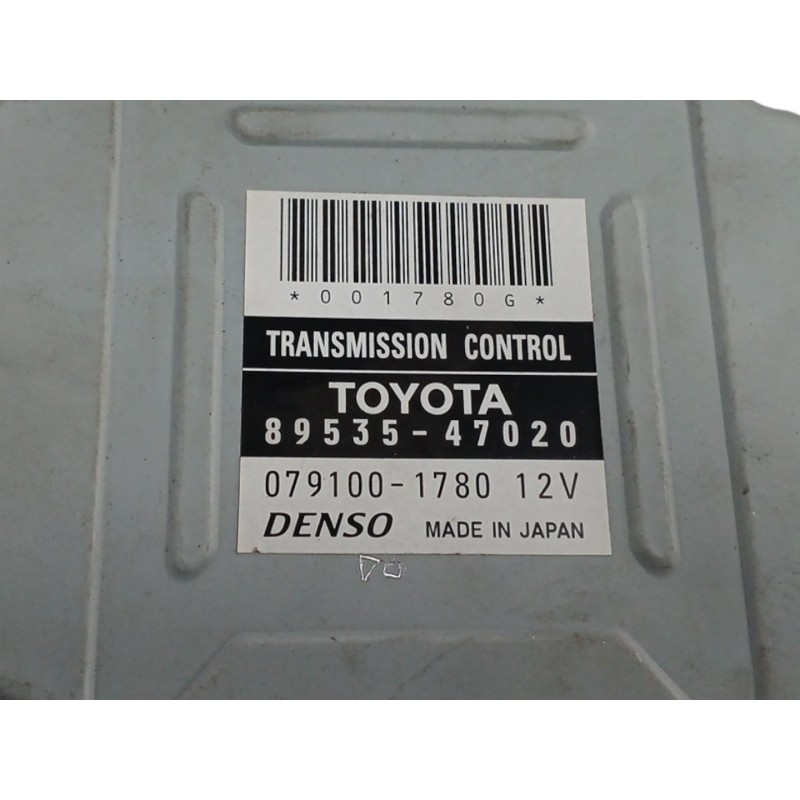 *001780G*
TRANSMISSION CONTROL
TOYOTA
89535-47020
079100-1780 12V
DENSO MADE IN JAPAN